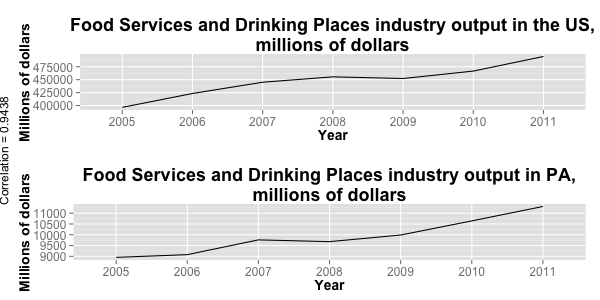 Food Services and Drinking Places industry output in the US,
millions of dollars
Millions of dollars
475000
450000
425000
400000
2005 2006 2007 2008 2009 2010 2011
Year
Correlation = 0.9438
Food Services and Drinking Places industry output in PA,
millions of dollars
Millions of dollars
11000
10500
10000
9500
9000
2005 2006 2007 2008 2009 2010 2011
Year